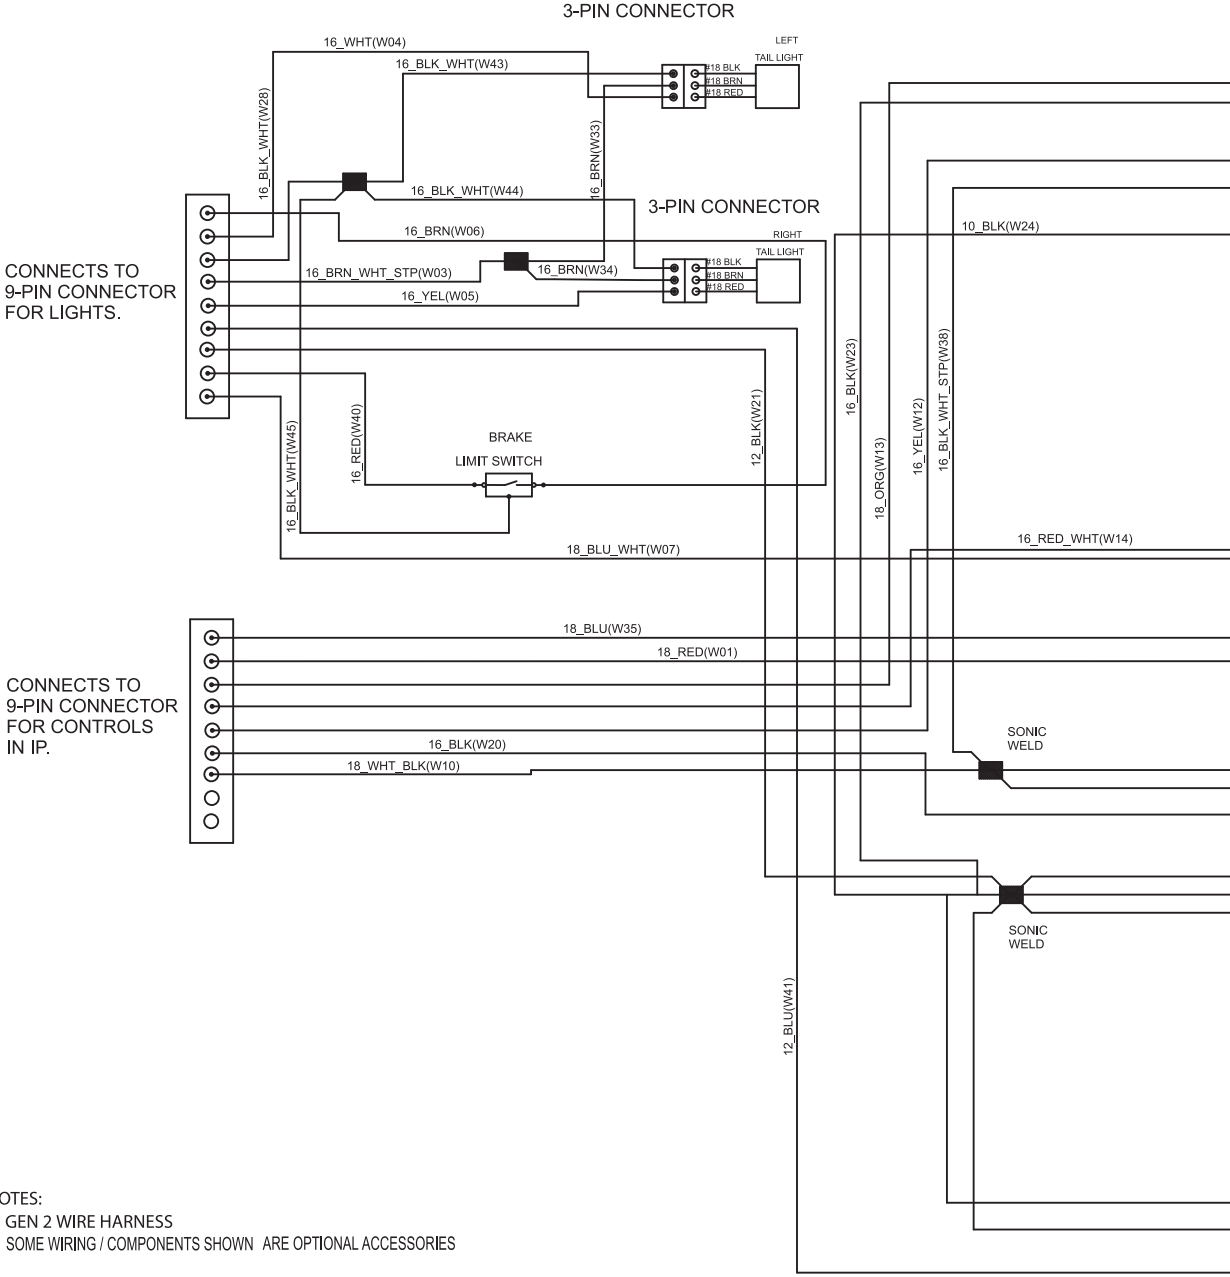 3-PIN CONNECTOR
16_WHT(W04)
LEFT
TAIL LIGHT
16_BLK_WHT(W43)
#18 BLK
#18 BRN
#18 RED
16_BLK_WHT(W28)
16_BRN(W33)
16_BLK_WHT(W44)
3-PIN CONNECTOR
16_BRN(W06)
RIGHT
TAIL LIGHT
10_BLK(W24)
CONNECTS TO
9-PIN CONNECTOR
FOR LIGHTS.
16_BRN_WHT_STP(W03)
16_BRN(W34)
#18 BLK
#18 BRN
#18 RED
16_YEL(W05)
16_BLK(W23)
16_BLK_WHT_STP(W38)
12_BLK(W21)
16_YEL(W12)
18_ORG(W13)
16_BLK_WHT(W45)
16_RED(W40)
BRAKE
LIMIT SWITCH
16_RED_WHT(W14)
18_BLU_WHT(W07)
18_BLU(W35)
18_RED(W01)
CONNECTS TO
9-PIN CONNECTOR
FOR CONTROLS
IN IP.
16_BLK(W20)
18_WHT_BLK(W10)
SONIC
WELD
SONIC
WELD
12_BLU(W41)
OTES:
GEN 2 WIRE HARNESS
SOME WIRING / COMPONENTS SHOWN ARE OPTIONAL ACCESSORIES